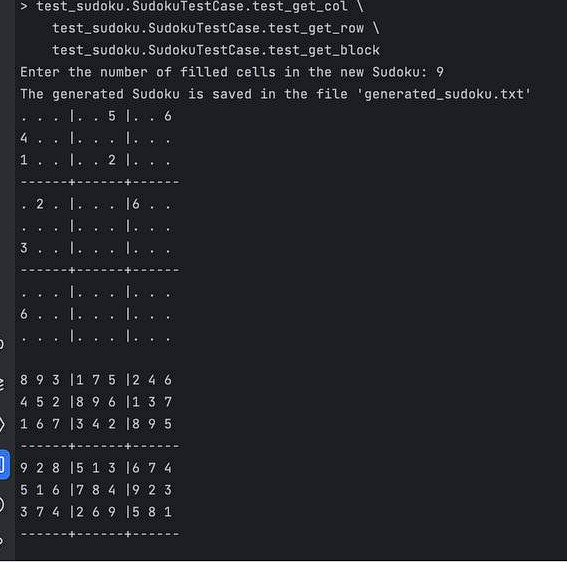 > test_sudoku.SudokuTestCase.test_get_col \
test_sudoku.SudokuTestCase.test_get_row \
test_sudoku.SudokuTestCase.test_get_block
Enter the number of filled cells in the new Sudoku: 9
The generated Sudoku is saved in the file 'generated_sudoku.txt'
. . . |. . 5 |. . 6
4 . . |. . . |. . .
1 . . |. . 2 |. . .
------+------+------
. 2 . |. . . |6 . .
. . . |. . . |. . .
3 . . |. . . |. . .
------+------+------
. . . |. . . |. . .
6 . . |. . . |. . .
. . . |. . . |. . .
8 9 3 |1 7 5 |2 4 6
4 5 2 |8 9 6 |1 3 7
1 6 7 |3 4 2 |8 9 5
------+------+------
9 2 8 |5 1 3 |6 7 4
5 1 6 |7 8 4 |9 2 3
3 7 4 |2 6 9 |5 8 1
------+------+------